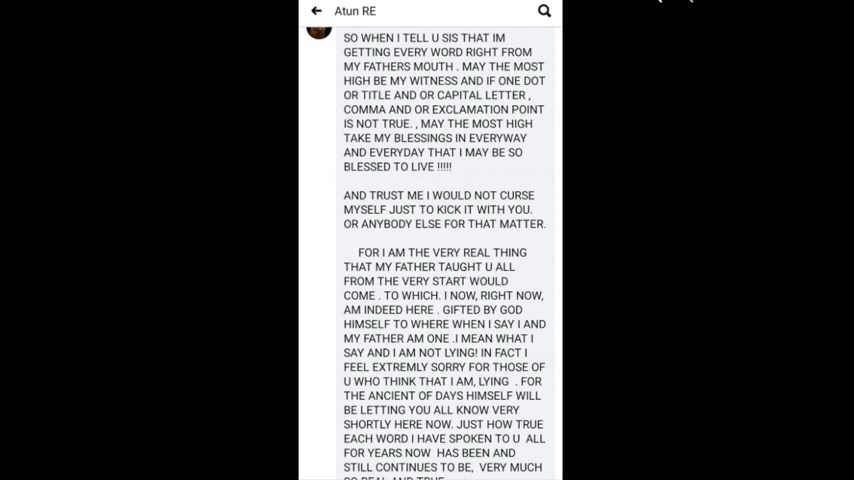 Atun RE
SO WHEN I TELL U SIS THAT IM
GETTING EVERY WORD RIGHT FROM
MY FATHERS MOUTH . MAY THE MOST
HIGH BE MY WITNESS AND IF ONE DOT
OR TITLE AND OR CAPITAL LETTER ,
COMMA AND OR EXCLAMATION POINT
IS NOT TRUE. , MAY THE MOST HIGH
TAKE MY BLESSINGS IN EVERYWAY
AND EVERYDAY THAT I MAY BE SO
BLESSED TO LIVE !!!!!
AND TRUST ME I WOULD NOT CURSE
MYSELF JUST TO KICK IT WITH YOU.
OR ANYBODY ELSE FOR THAT MATTER.
FOR I AM THE VERY REAL THING
THAT MY FATHER TAUGHT U ALL
FROM THE VERY START WOULD
COME . TO WHICH. I NOW, RIGHT NOW,
AM INDEED HERE . GIFTED BY GOD
HIMSELF TO WHERE WHEN I SAY I AND
MY FATHER AM ONE .I MEAN WHAT I
SAY AND I AM NOT LYING! IN FACT I
FEEL EXTREMLY SORRY FOR THOSE OF
U WHO THINK THAT I AM, LYING  . FOR
THE ANCIENT OF DAYS HIMSELF WILL
BE LETTING YOU ALL KNOW VERY
SHORTLY HERE NOW. JUST HOW TRUE
EACH WORD I HAVE SPOKEN TO U  ALL
FOR YEARS NOW  HAS BEEN AND
STILL CONTINUES TO BE,  VERY MUCH
SO REAL AND TRUE